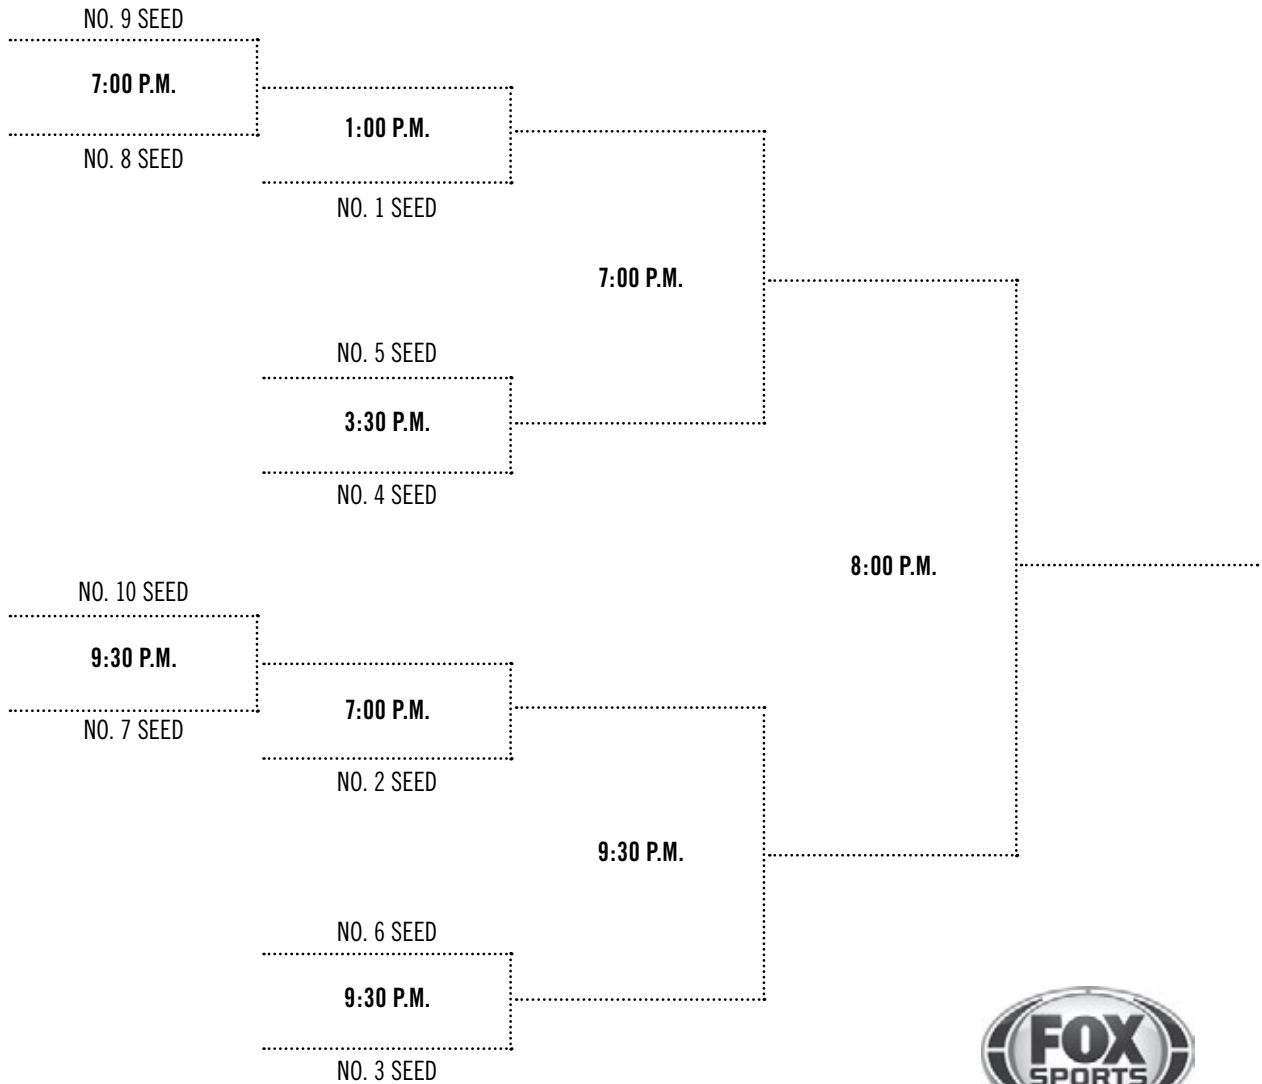 NO. 9 SEED
7:00 P.M.
NO. 8 SEED
1:00 P.M.
NO. 1 SEED
7:00 P.M.
NO. 5 SEED
3:30 P.M.
NO. 4 SEED
8:00 P.M.
NO. 10 SEED
9:30 P.M.
NO. 7 SEED
7:00 P.M.
NO. 2 SEED
9:30 P.M.
NO. 6 SEED
9:30 P.M.
NO. 3 SEED
FOX
SPORTS